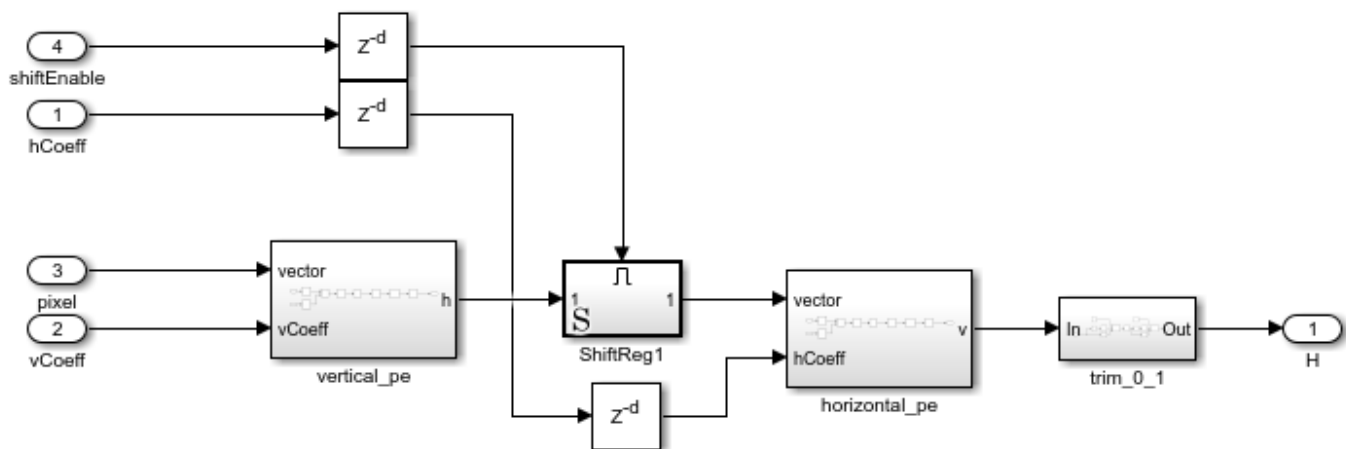 4
shiftEnable
Z-d
1
hCoeff
Z-d
3
pixel
2
vCoeff
vector
vCoeff
h
vertical_pe
1
1
S
ShiftReg1
Z-d
vector
hCoeff
v
horizontal_pe
In
Out
trim_0_1
1
H